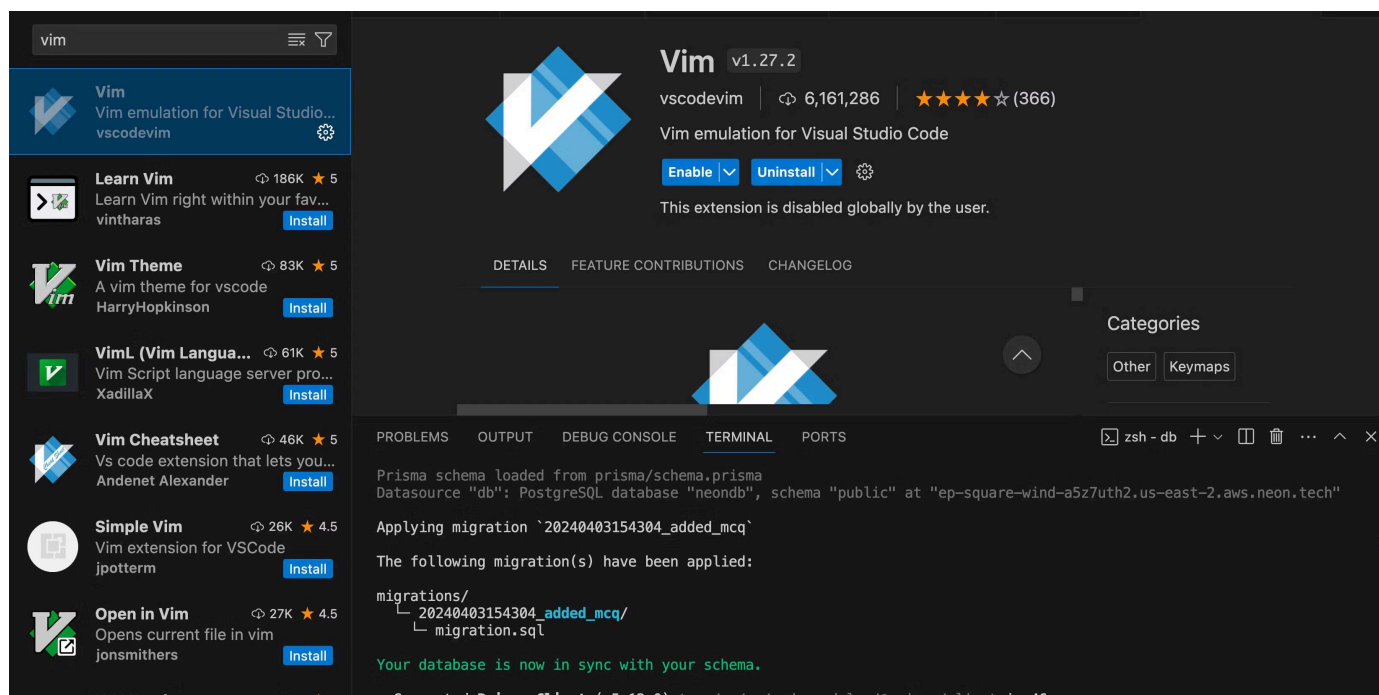 vim
Vim
Vim emulation for Visual Studio...
vscodevim
Learn Vim 186K ★ 5
Learn Vim right within your fav...
vintharas Install
Vim Theme 83K ★ 5
A vim theme for vscode
HarryHopkinson Install
VimL (Vim Langua... 61K ★ 5
Vim Script language server pro...
XadillaX Install
Vim Cheatsheet 46K ★ 5
Vs code extension that lets you...
Andenet Alexander Install
Simple Vim 26K ★ 4.5
Vim extension for VSCode
jpotterm Install
Open in Vim 27K ★ 4.5
Opens current file in vim
jonsmithers Install
Vim v1.27.2
vscodevim 6,161,286 ★★★★☆ (366)
Vim emulation for Visual Studio Code
Enable Uninstall
This extension is disabled globally by the user.
DETAILS FEATURE CONTRIBUTIONS CHANGELOG
Categories
Other Keymaps
PROBLEMS OUTPUT DEBUG CONSOLE TERMINAL PORTS zsh - db
Prisma schema loaded from prisma/schema.prisma
Datasource "db": PostgreSQL database "neondb", schema "public" at "ep-square-wind-a5z7uth2.us-east-2.aws.neon.tech"
Applying migration `20240403154304_added_mcq`
The following migration(s) have been applied:
migrations/
└─ 20240403154304_added_mcq/
└─ migration.sql
Your database is now in sync with your schema.